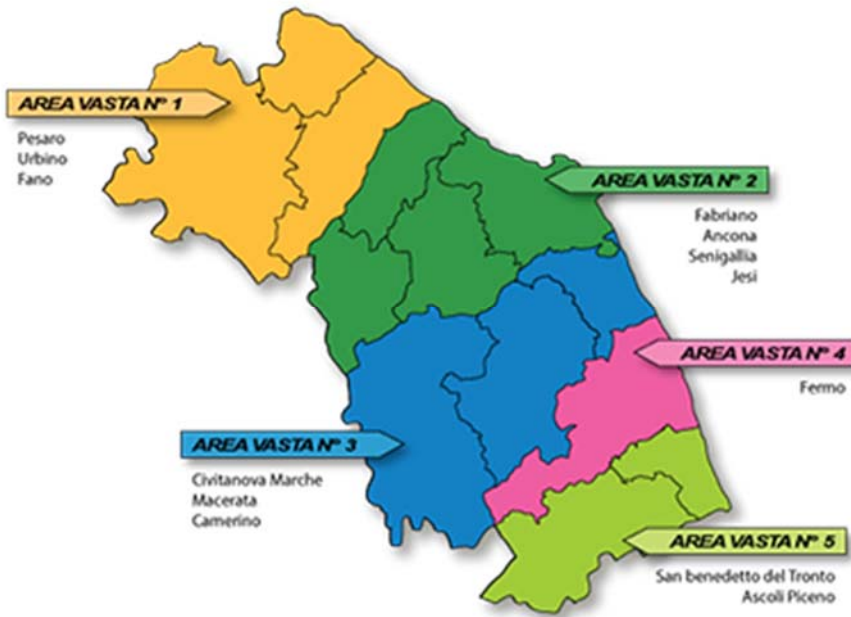 AREA VASTA N° 1
Pesaro
Urbino
Fano
AREA VASTA N° 2
Fabriano
Ancona
Senigallia
Jesi
AREA VASTA N° 4
Fermo
AREA VASTA N° 3
Civitanova Marche
Macerata
Camerino
AREA VASTA N° 5
San benedetto del Tronto
Ascoli Piceno